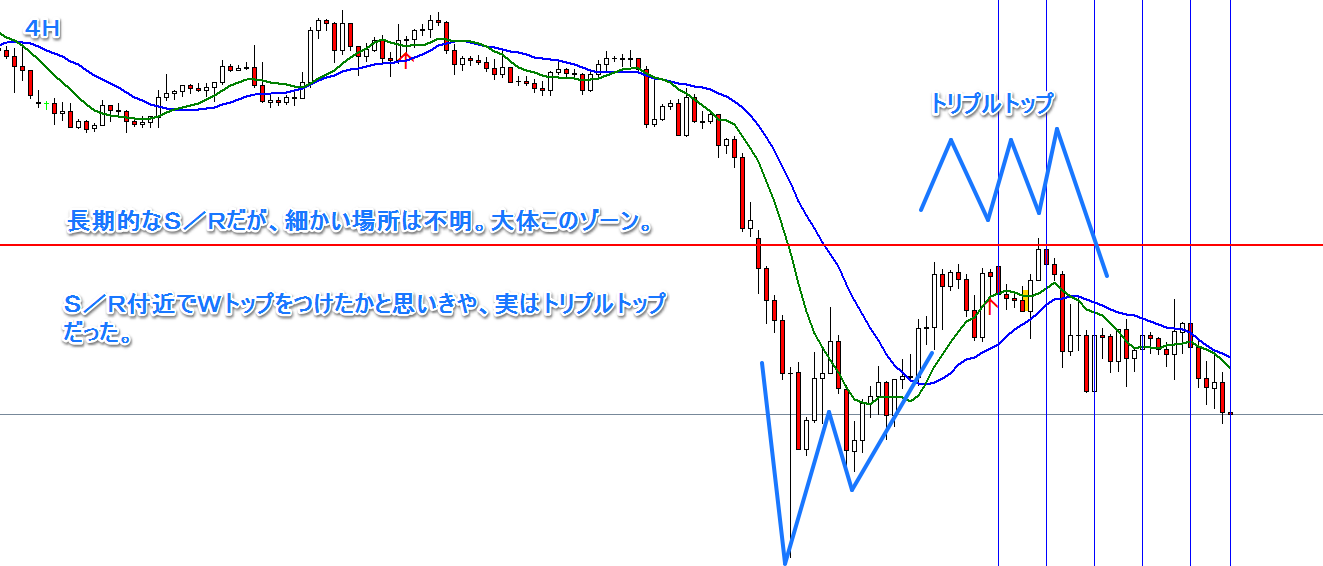 4H
トリプルトップ
長期的なS／Rだが、細かい場所は不明。大体このゾーン。
S／R付近でWトップをつけたかと思いきや、実はトリプルトップ
だった。